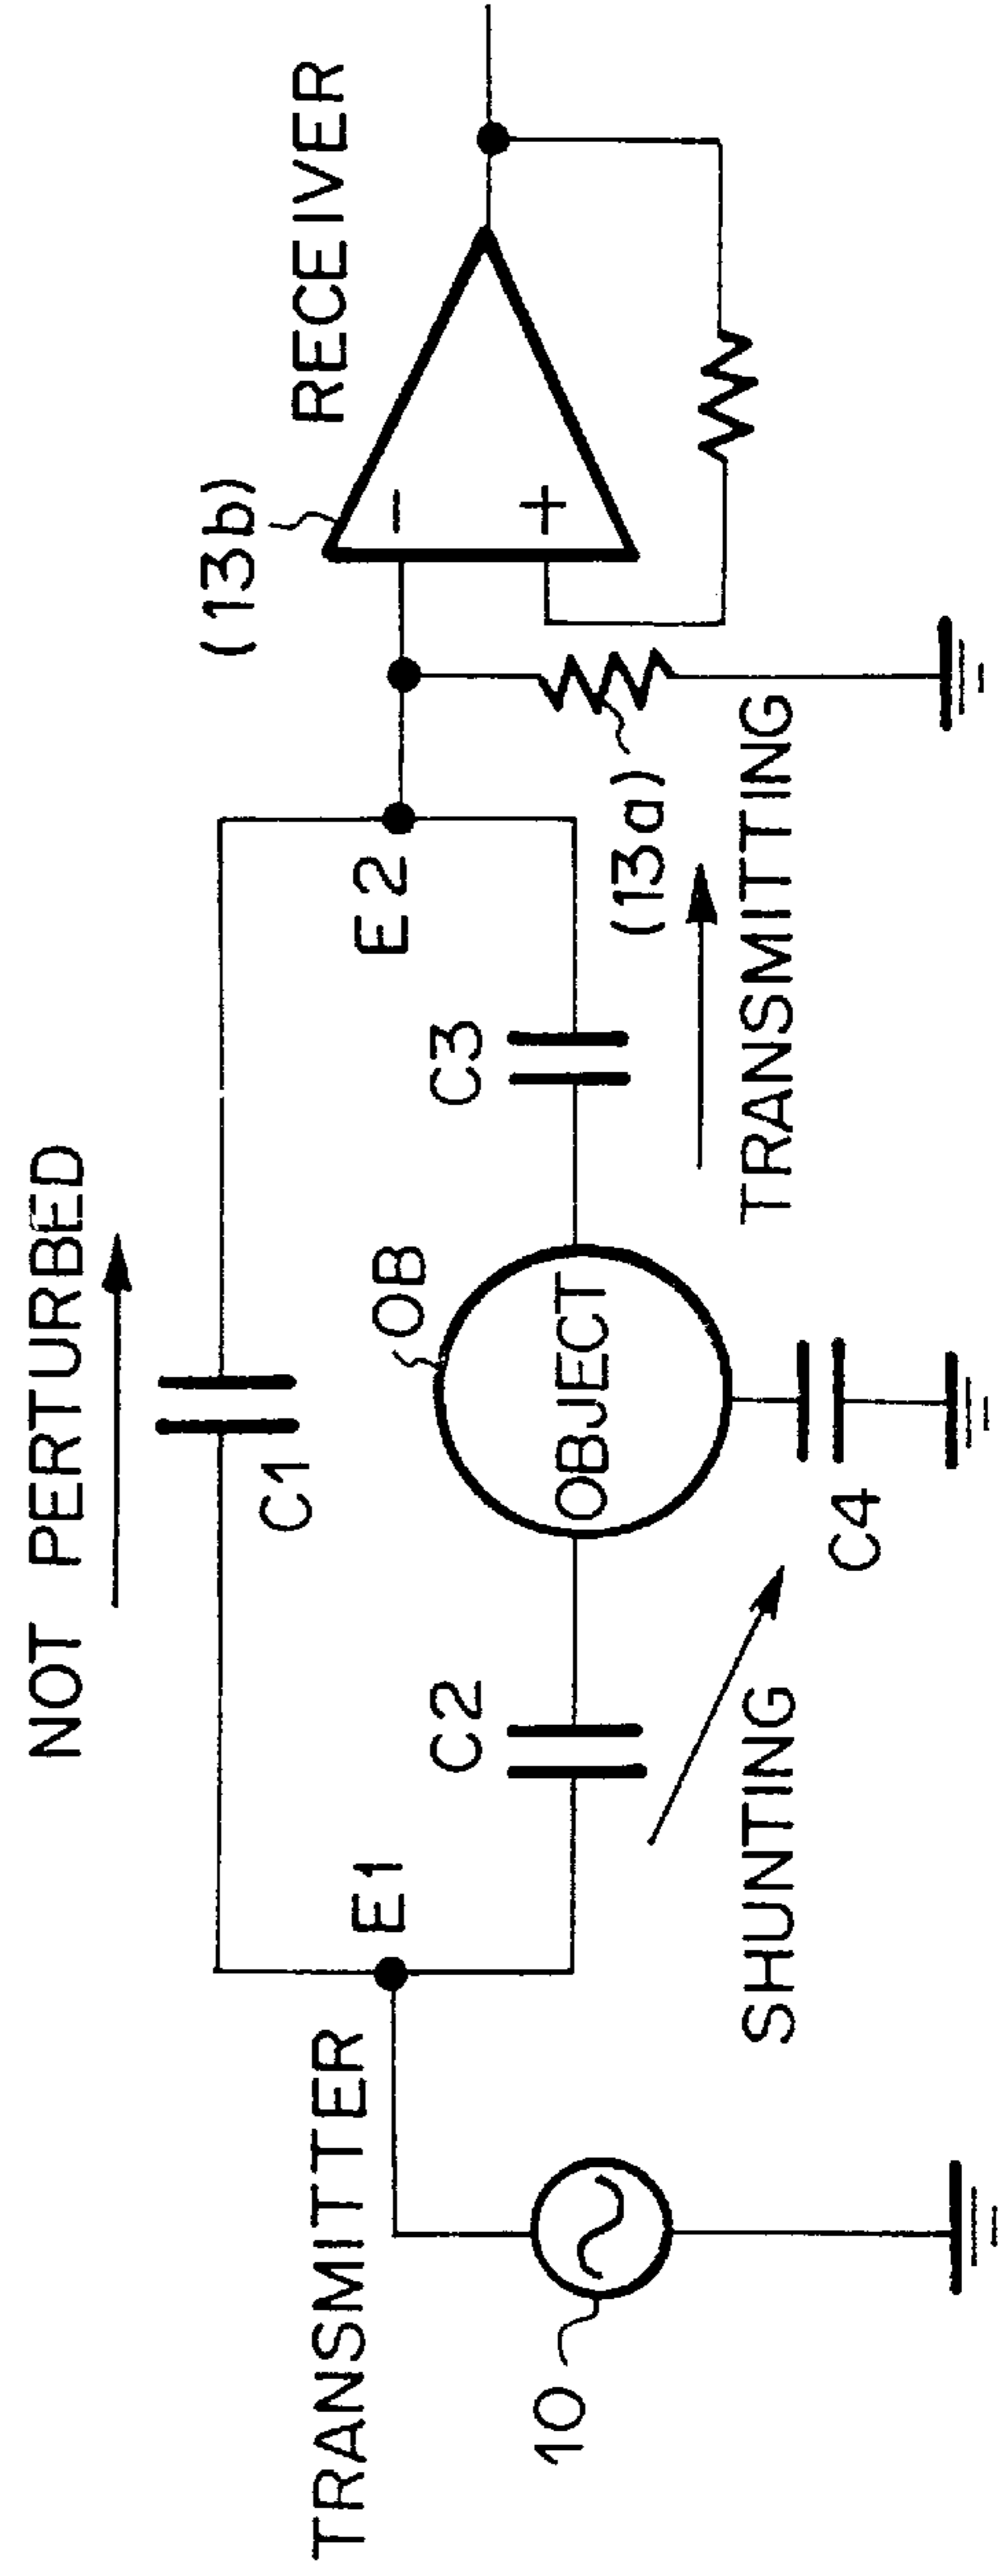 NOT PERTURBED
C1
TRANSMITTER
E1
C2
OB
OBJECT
C3
E2
(13b)
RECEIVER
−
+
(13a)
10
SHUNTING
C4
TRANSMITTING